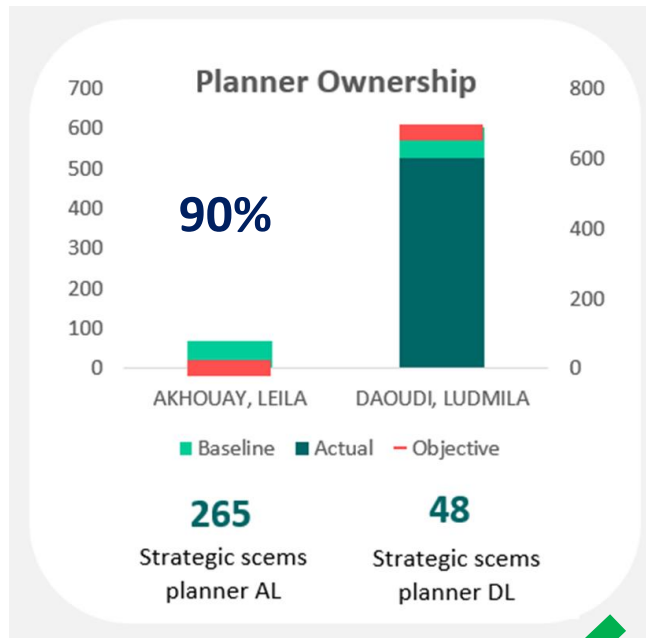 Planner Ownership
700
600
500
400
300
200
100
0
800
600
400
200
0
90%
AKHOUAY, LEILA
DAOUDI, LUDMILA
Baseline Actual Objective
265
Strategic scems
planner AL
48
Strategic scems
planner DL